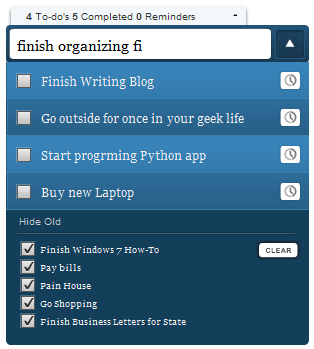 4 To-do's 5 Completed 0 Reminders -
finish organizing fi
Finish Writing Blog
Go outside for once in your geek life
Start progrming Python app
Buy new Laptop
Hide Old
Finish Windows 7 How-To
CLEAR
Pay bills
Pain House
Go Shopping
Finish Business Letters for State